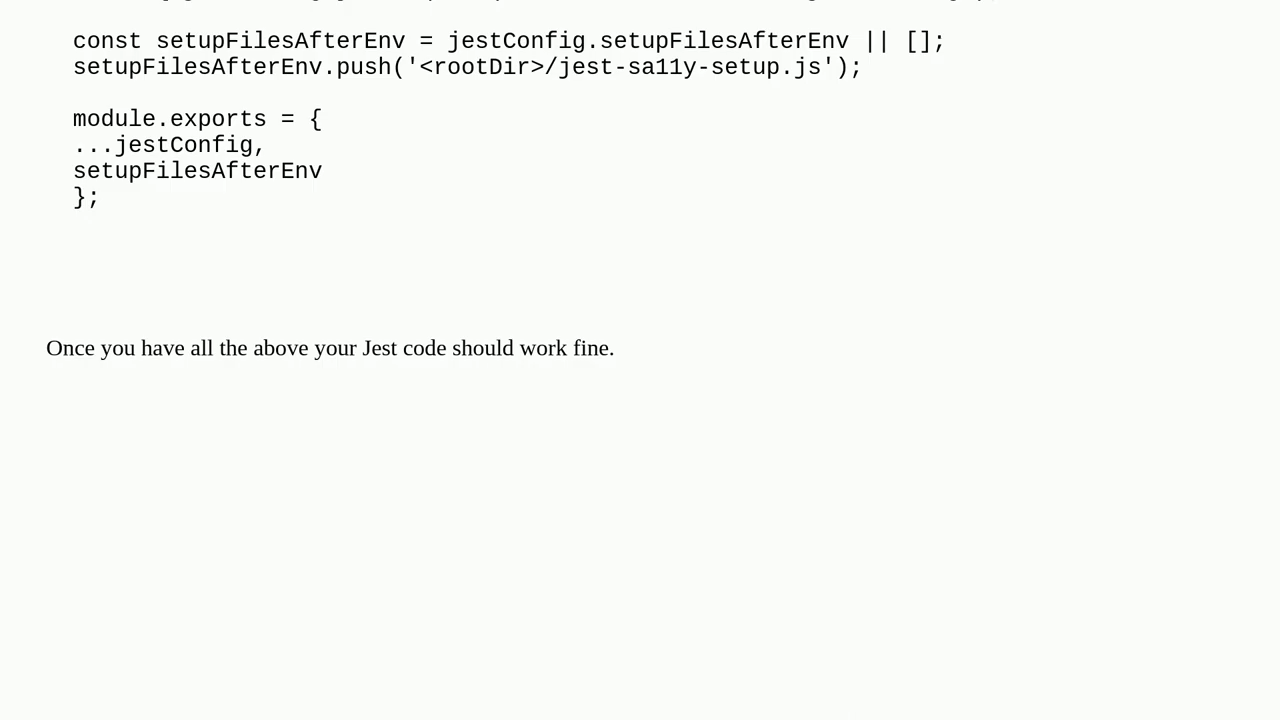 const setupFilesAfterEnv = jestConfig.setupFilesAfterEnv || [];
setupFilesAfterEnv.push('<rootDir>/jest-sa11y-setup.js');
module.exports = {
...jestConfig,
setupFilesAfterEnv
};
Once you have all the above your Jest code should work fine.